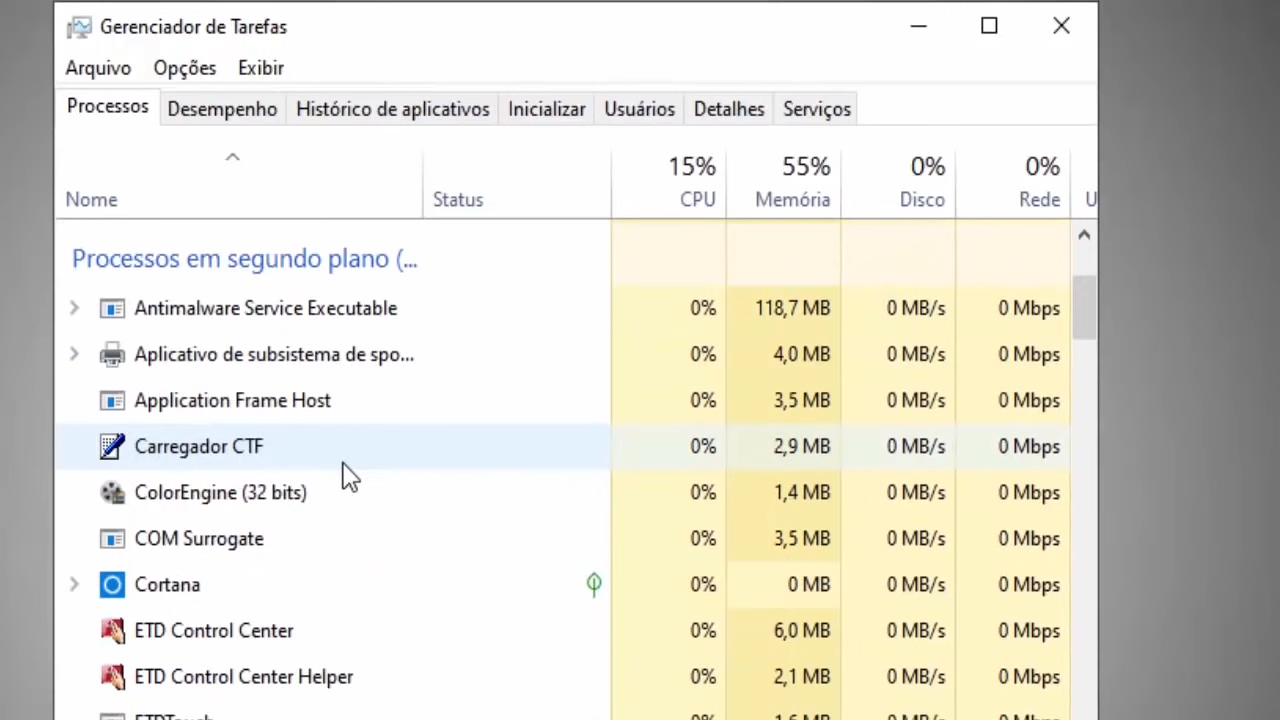 Gerenciador de Tarefas
Arquivo Opções Exibir
Processos Desempenho Histórico de aplicativos Inicializar Usuários Detalhes Serviços
15% 55% 0% 0%
Nome Status CPU Memória Disco Rede U
Processos em segundo plano (...
Antimalware Service Executable 0% 118,7 MB 0 MB/s 0 Mbps
Aplicativo de subsistema de spo... 0% 4,0 MB 0 MB/s 0 Mbps
Application Frame Host 0% 3,5 MB 0 MB/s 0 Mbps
Carregador CTF 0% 2,9 MB 0 MB/s 0 Mbps
ColorEngine (32 bits) 0% 1,4 MB 0 MB/s 0 Mbps
COM Surrogate 0% 3,5 MB 0 MB/s 0 Mbps
Cortana 0% 0 MB 0 MB/s 0 Mbps
ETD Control Center 0% 6,0 MB 0 MB/s 0 Mbps
ETD Control Center Helper 0% 2,1 MB 0 MB/s 0 Mbps